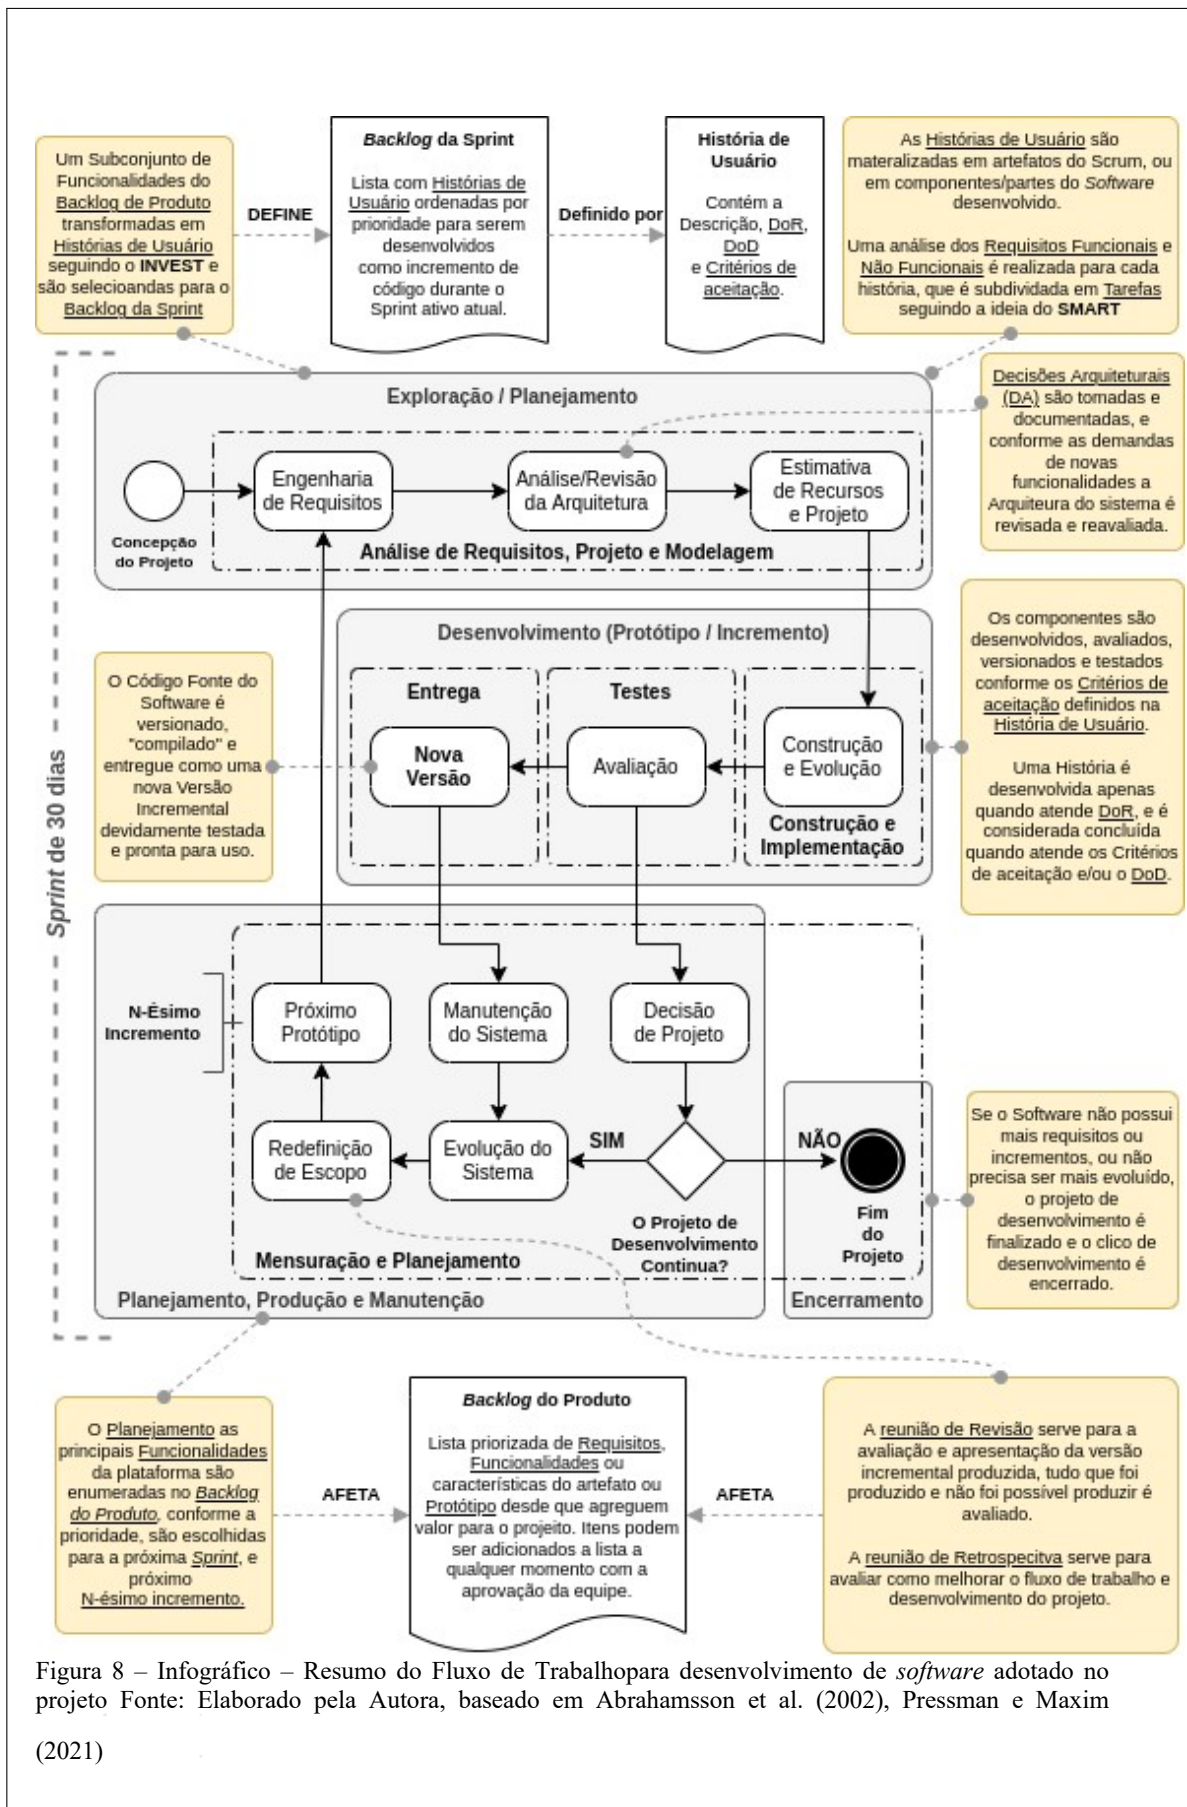 Um Subconjunto de
Funcionalidades do
Backlog de Produto
transformadas em
Histórias de Usuário
seguindo o INVEST e
são selecioandas para o
Backlog da Sprint
DEFINE
Backlog da Sprint
Lista com Histórias de
Usuário ordenadas por
prioridade para serem
desenvolvidos
como incremento de
código durante o
Sprint ativo atual.
Definido por
História de
Usuário
Contém a
Descrição, DoR,
DoD
e Critérios de
aceitação.
As Histórias de Usuário são
materalizadas em artefatos do Scrum, ou
em componentes/partes do Software
desenvolvido.
Uma análise dos Requisitos Funcionais e
Não Funcionais é realizada para cada
história, que é subdividada em Tarefas
seguindo a ideia do SMART
Sprint de 30 dias
Exploração / Planejamento
Concepção
do Projeto
Engenharia
de Requisitos
Análise/Revisão
da Arquitetura
Estimativa
de Recursos
e Projeto
Análise de Requisitos, Projeto e Modelagem
Decisões Arquiteturais
(DA) são tomadas e
documentadas, e
conforme as demandas
de novas
funcionalidades a
Arquiteura do sistema é
revisada e reavaliada.
Desenvolvimento (Protótipo / Incremento)
Entrega
Nova
Versão
Testes
Avaliação
Construção
e Evolução
Construção e
Implementação
O Código Fonte do
Software é
versionado,
"compilado" e
entregue como uma
nova Versão
Incremental
devidamente testada
e pronta para uso.
Os componentes são
desenvolvidos, avaliados,
versionados e testados
conforme os Critérios de
aceitação definidos na
História de Usuário.
Uma História é
desenvolvida apenas
quando atende DoR, e é
considerada concluída
quando atende os Critérios
de aceitação e/ou o DoD.
N-Ésimo
Incremento
Próximo
Protótipo
Manutenção
do Sistema
Decisão
de Projeto
Redefinição
de Escopo
Evolução do
Sistema
SIM
NÃO
O Projeto de
Desenvolvimento
Continua?
Fim
do
Projeto
Mensuração e Planejamento
Planejamento, Produção e Manutenção
Encerramento
Se o Software não possui
mais requisitos ou
incrementos, ou não
precisa ser mais evoluído,
o projeto de
desenvolvimento é
finalizado e o clico de
desenvolvimento é
encerrado.
O Planejamento as
principais Funcionalidades
da plataforma são
enumeradas no Backlog
do Produto, conforme a
prioridade, são escolhidas
para a próxima Sprint, e
próximo
N-ésimo incremento.
AFETA
Backlog do Produto
Lista priorizada de Requisitos,
Funcionalidades ou
características do artefato ou
Protótipo desde que agreguem
valor para o projeito. Itens podem
ser adicionados a lista a
qualquer momento com a
aprovação da equipe.
AFETA
A reunião de Revisão serve para a
avaliação e apresentação da versão
incremental produzida, tudo que foi
produzido e não foi possível produzir é
avaliado.
A reunião de Retrospecitva serve para
avaliar como melhorar o fluxo de trabalho e
desenvolvimento do projeto.
Figura 8 – Infográfico – Resumo do Fluxo de Trabalhopara desenvolvimento de software adotado no
projeto Fonte: Elaborado pela Autora, baseado em Abrahamsson et al. (2002), Pressman e Maxim
(2021)